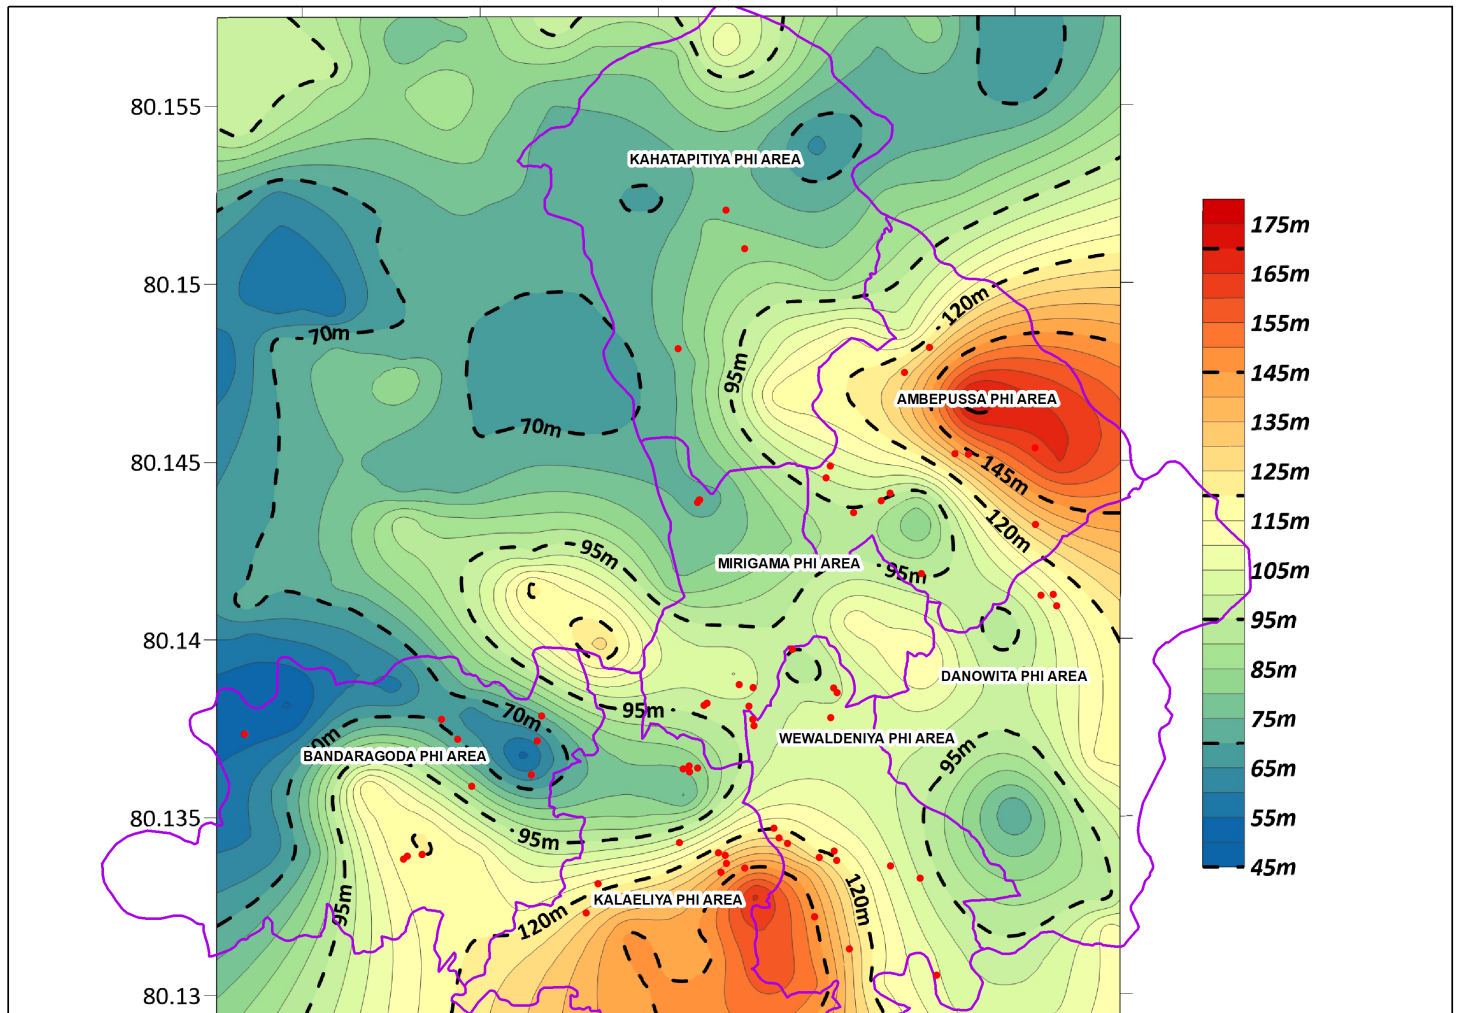 80.155
KAHATAPITIYA PHI AREA
175m
80.15
165m
120m
70m
155m
95m
145m
AMBEPUSSA PHI AREA
70m
135m
80.145
145m
125m
120m
115m
95m
MIRIGAMA PHI AREA
95m
105m
95m
80.14
DANOWITA PHI AREA
85m
95m
70m
75m
WEWALDENIYA PHI AREA
0m
BANDARAGODA PHI AREA
95m
65m
80.135
55m
95m
45m
KALAELIYA PHI AREA
120m
95m
120m
80.13